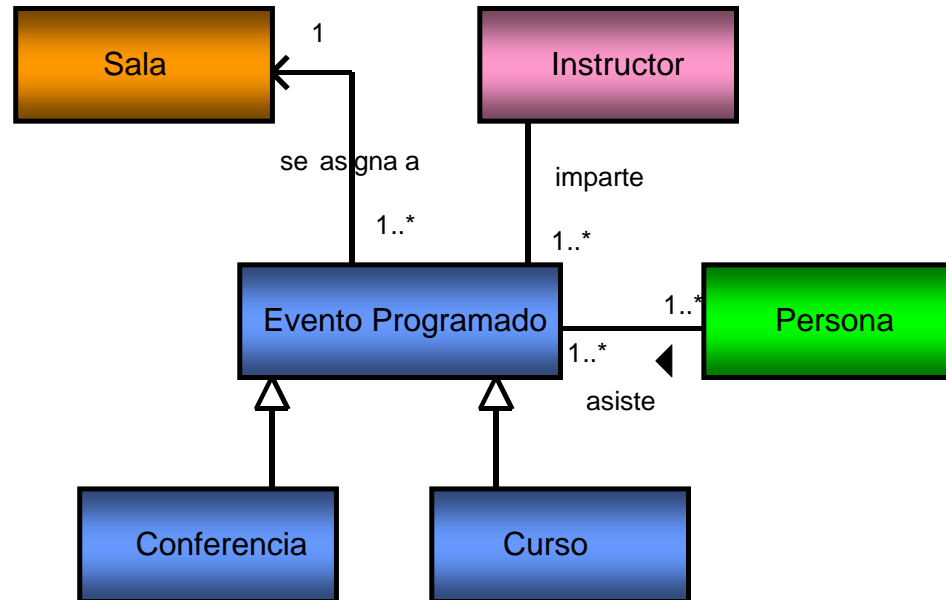 1
Sala
Instructor
se asigna a
imparte
1..*
1..*
Evento Programado
1..*
Persona
1..*
asiste
Conferencia
Curso